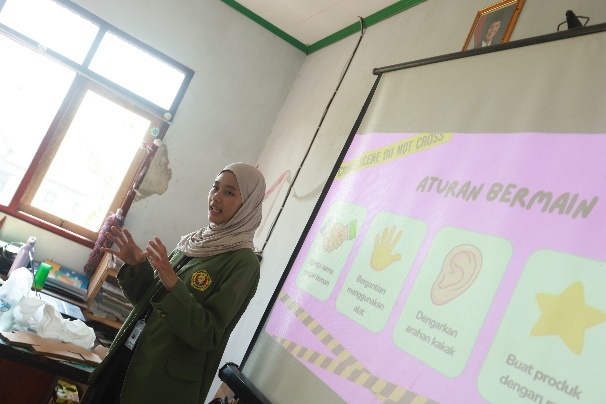 SCENE DO NOT CROSS
ATURAN BERMAIN
Bergantian
menggunakan
alat
Dengarkan
arahan kakak
Buat produk
dengan